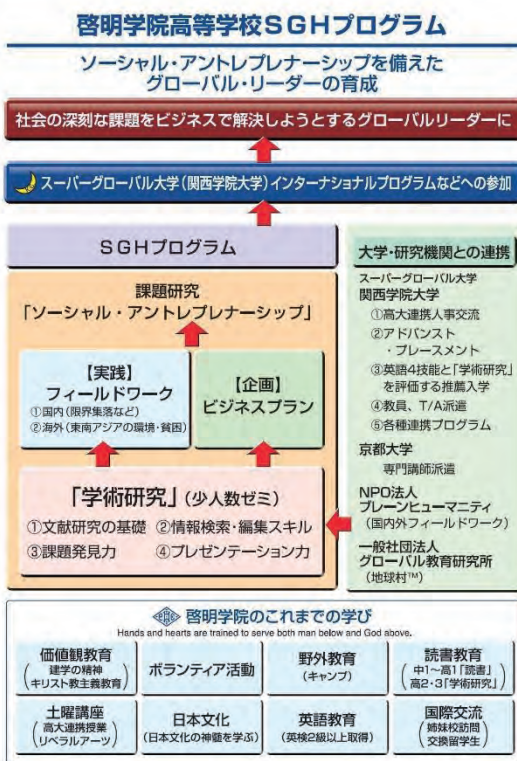 啓明学院高等学校SGHプログラム
ソーシャル・アントレプレナーシップを備えた
グローバル・リーダーの育成
社会の深刻な課題をビジネスで解決しようとするグローバルリーダーに
スーパーグローバル大学(関西学院大学)インターナショナルプログラムなどへの参加
SGHプログラム
課題研究
「ソーシャル・アントレプレナーシップ」
【実践】
フィールドワーク
①国内(限界集落など)
②海外(東南アジアの環境・貧困)
【企画】
ビジネスプラン
「学術研究」(少人数ゼミ)
①文献研究の基礎 ②情報検索・編集スキル
③課題発見力 ④プレゼンテーション力
大学・研究機関との連携
スーパーグローバル大学
関西学院大学
①高大連携人事交流
②アドバンスト
・プレースメント
③英語4技能と「学術研究」
を評価する推薦入学
④教員、T/A派遣
⑤各種連携プログラム
京都大学
専門講師派遣
NPO法人
ブレーンヒューマニティ
(国内外フィールドワーク)
一般社団法人
グローバル教育研究所
(地球村™)
啓明学院のこれまでの学び
Hands and hearts are trained to serve both man below and God above.
価値観教育
(建学の精神
キリスト教主義教育)
ボランティア活動
野外教育
(キャンプ)
読書教育
(中1～高1「読書」
高2・3「学術研究」)
土曜講座
(高大連携授業
リベラルアーツ)
日本文化
(日本文化の神髄を学ぶ)
英語教育
(英検2級以上取得)
国際交流
(姉妹校訪問
交換留学生)